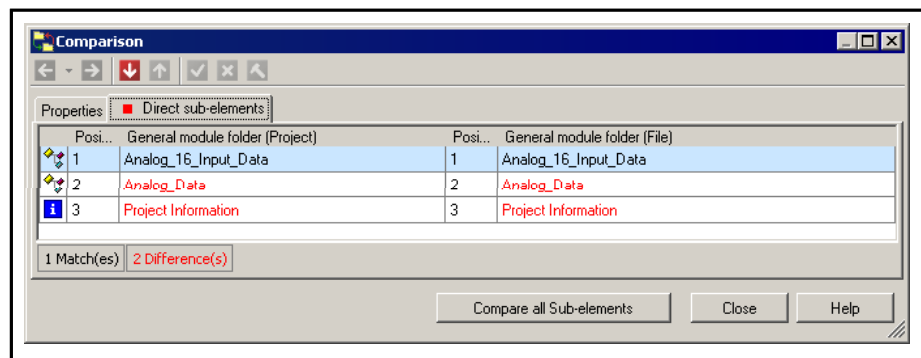 Comparison
Properties Direct sub-elements
Posi... General module folder (Project) Posi... General module folder (File)
1 Analog_16_Input_Data 1 Analog_16_Input_Data
2 Analog_Data 2 Analog_Data
i 3 Project Information 3 Project Information
1 Match(es) 2 Difference(s)
Compare all Sub-elements Close Help